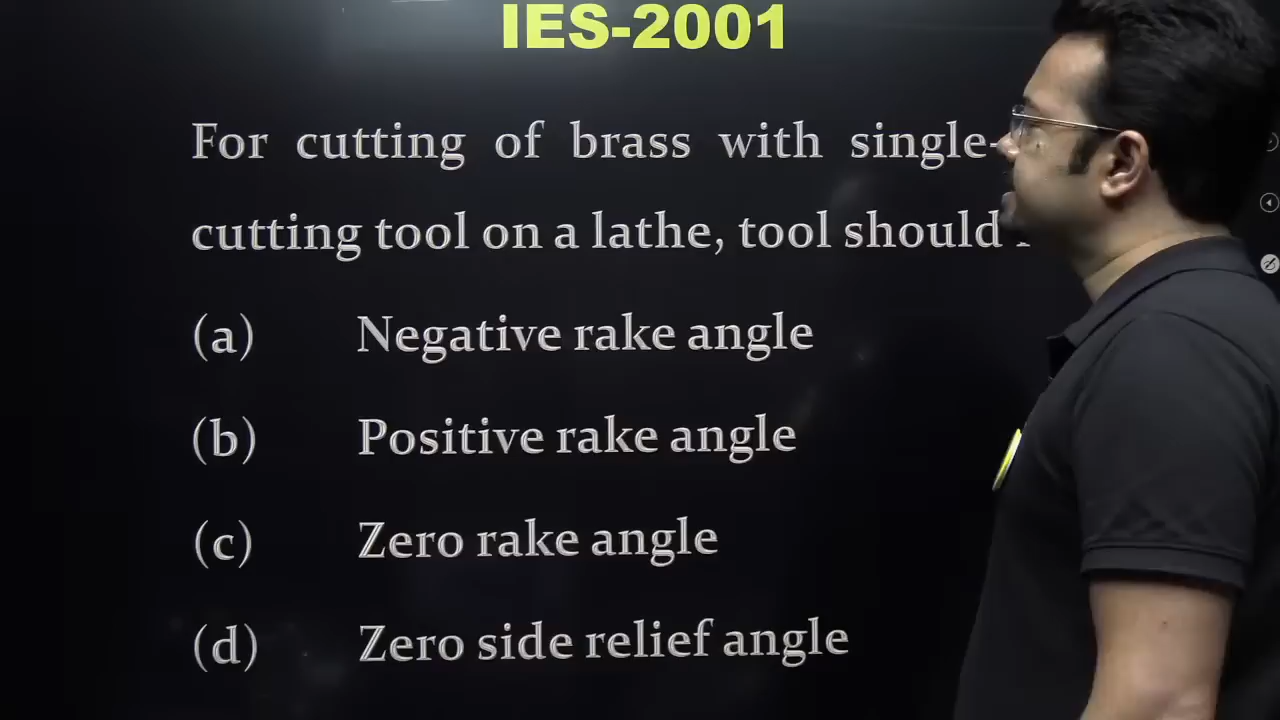 IES-2001
For cutting of brass with single-
cutting tool on a lathe, tool should
(a) Negative rake angle
(b) Positive rake angle
(c) Zero rake angle
(d) Zero side relief angle